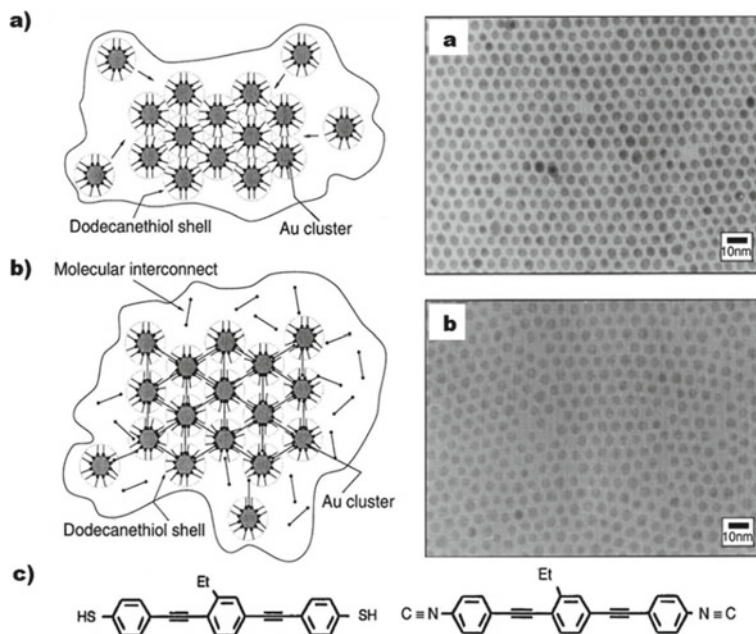 a)
Dodecanethiol shell
Au cluster
a
10nm
b)
Molecular interconnect
Dodecanethiol shell
Au cluster
b
10nm
c)
Et
HS
SH
Et
C≡N
N≡C